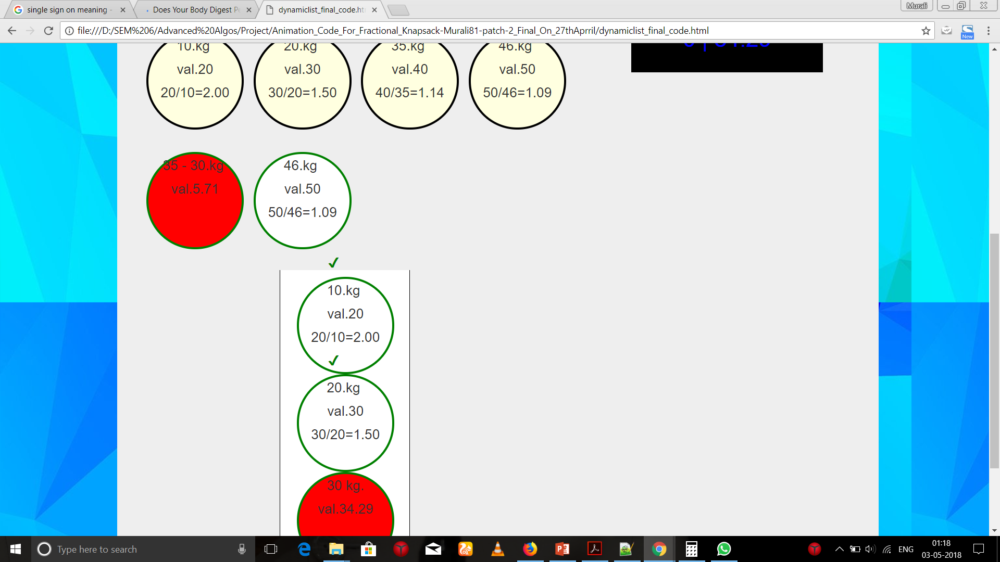 single sign on meaning -
Does Your Body Digest Pe
dynamiclist_final_code.htm
Murali
file:///D:/SEM%206/Advanced%20Algos/Project/Animation_Code_For_Fractional_Knapsack-Murali81-patch-2_Final_On_27thAprril/dynamiclist_final_code.html
New
10.kg
val.20
20/10=2.00
20.kg
val.30
30/20=1.50
35.kg
val.40
40/35=1.14
46.kg
val.50
50/46=1.09
35 - 30.kg
val.5.71
46.kg
val.50
50/46=1.09
✓
10.kg
val.20
20/10=2.00
✓
20.kg
val.30
30/20=1.50
30 kg.
val.34.29
Type here to search
ENG
01:18
03-05-2018